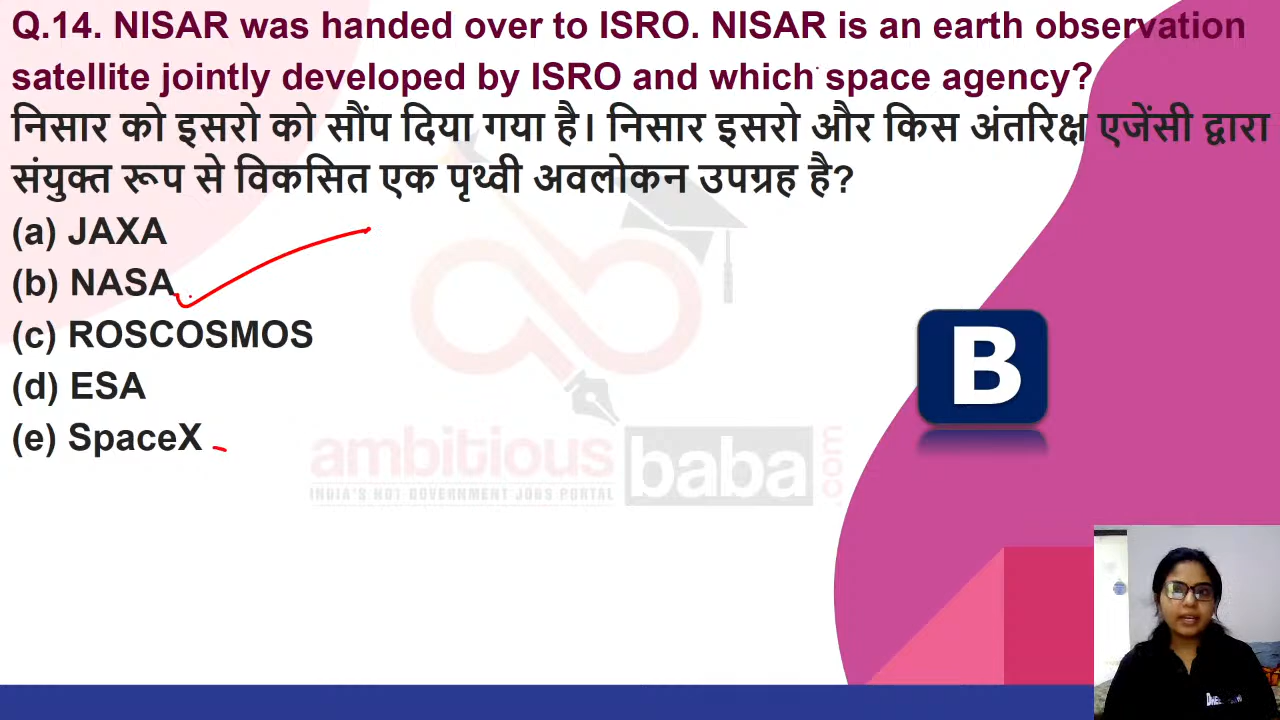 Q.14. NISAR was handed over to ISRO. NISAR is an earth observation
satellite jointly developed by ISRO and which space agency?
निसार को इसरो को सौंप दिया गया है। निसार इसरो और किस अंतरिक्ष एजेंसी द्वारा
संयुक्त रूप से विकसित एक पृथ्वी अवलोकन उपग्रह है?
(a) JAXA
(b) NASA
(c) ROSCOSMOS
(d) ESA
(e) SpaceX
B
ambitious baba .com
INDIA'S HOT GOVERNMENT JOBS PORTAL